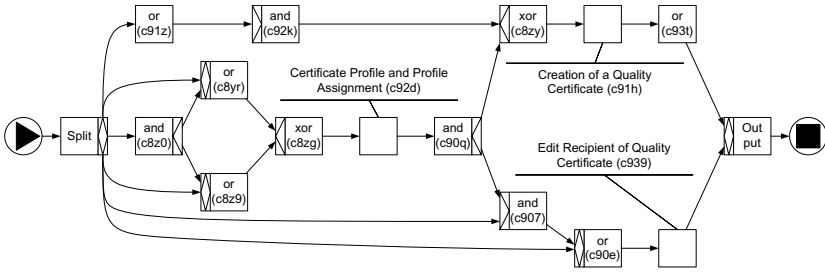 or
(c91z)
and
(c92k)
xor
(c8zy)
or
(c93t)
or
(c8yr)
Certificate Profile and Profile
Assignment (c92d)
Creation of a Quality
Certificate (c91h)
Split
and
(c8z0)
xor
(c8zg)
and
(c90q)
Out
put
Edit Recipient of Quality
Certificate (c939)
or
(c8z9)
and
(c907)
or
(c90e)